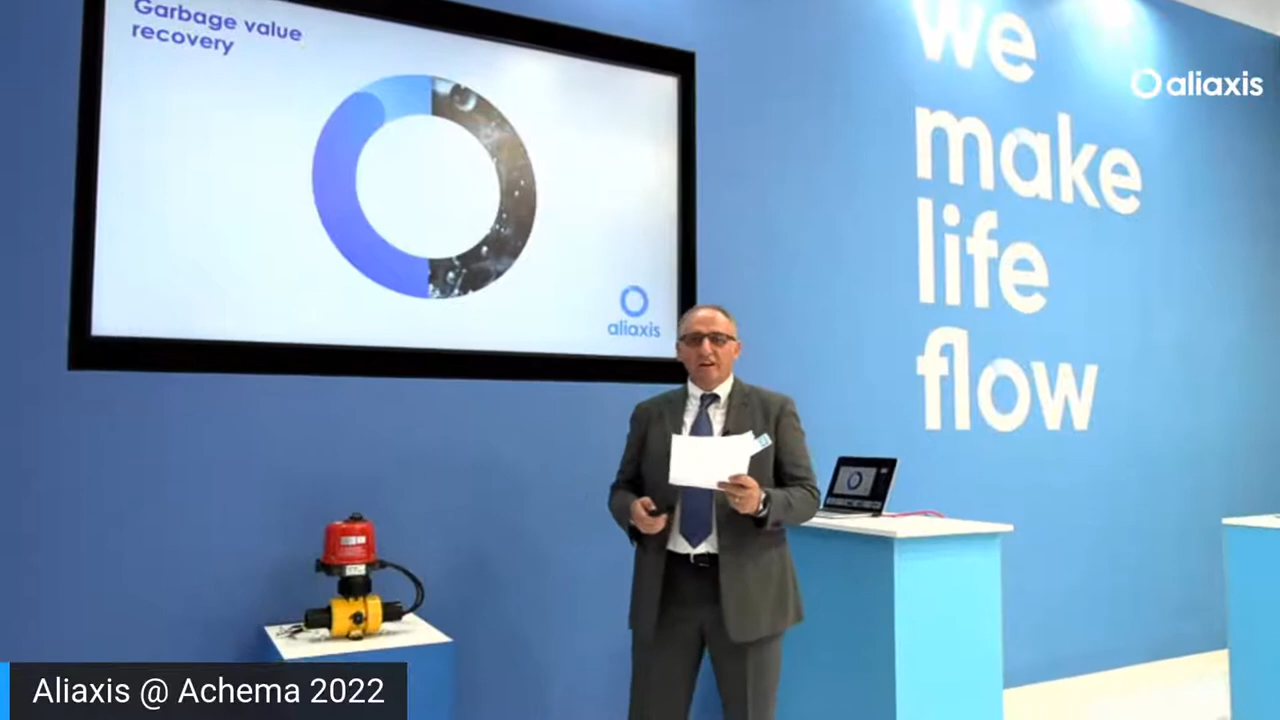 Garbage value
recovery
aliaxis
we
make
life
flow
aliaxis
Aliaxis @ Achema 2022